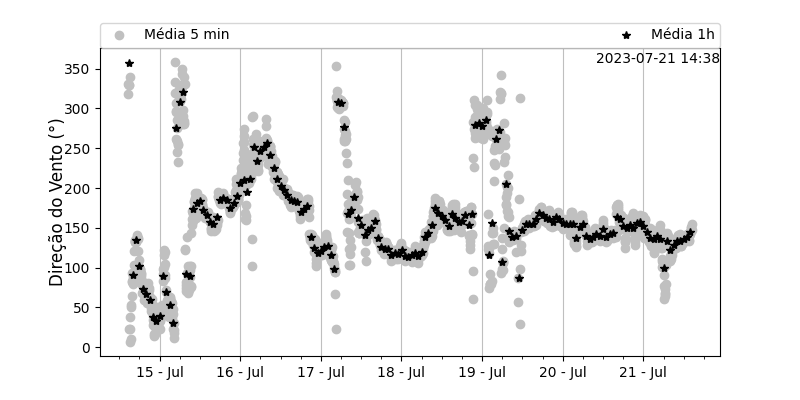 Média 5 min
Média 1h
2023-07-21 14:38
Direção do Vento (°)
350
300
250
200
150
100
50
0
15 - Jul
16 - Jul
17 - Jul
18 - Jul
19 - Jul
20 - Jul
21 - Jul